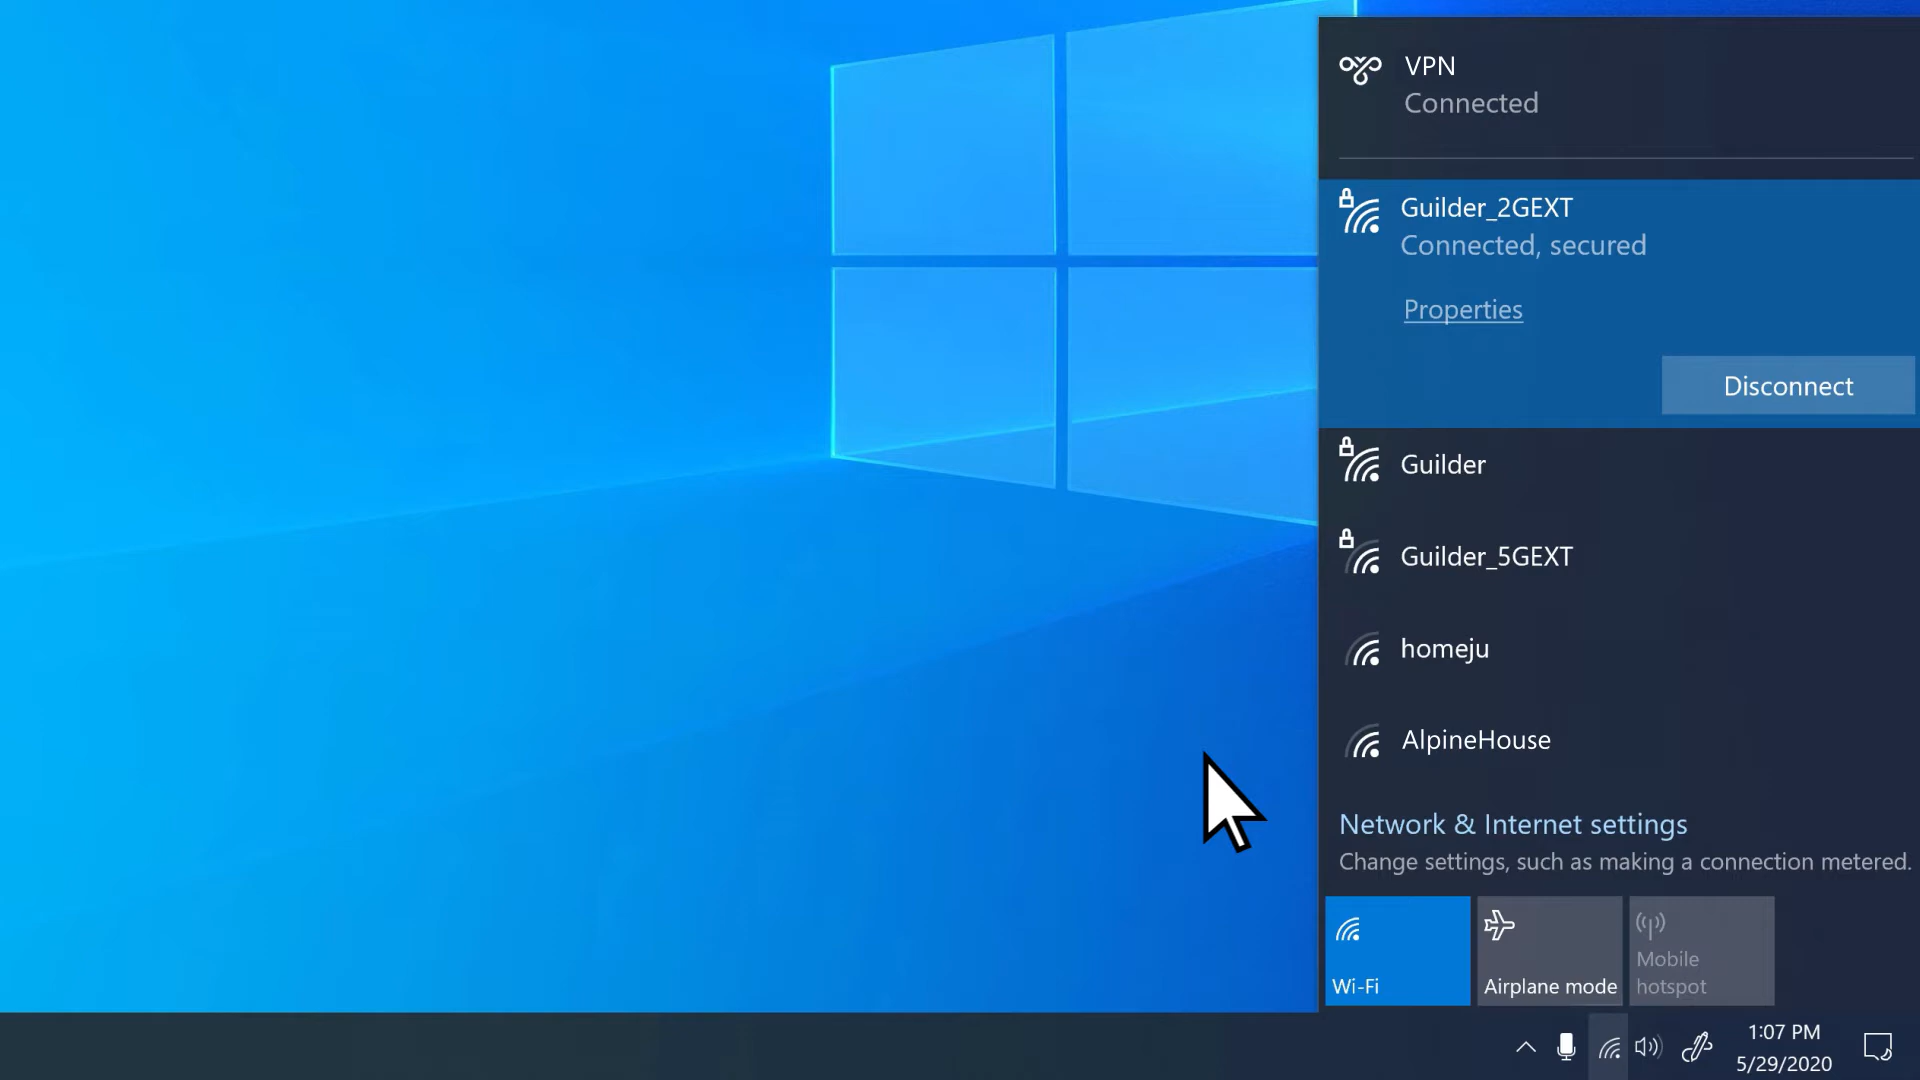 VPN
Connected
Guilder_2GEXT
Connected, secured
Properties
Disconnect
Guilder
Guilder_5GEXT
homeju
AlpineHouse
Network & Internet settings
Change settings, such as making a connection metered.
Wi-Fi
Airplane mode
Mobile
hotspot
1:07 PM
5/29/2020